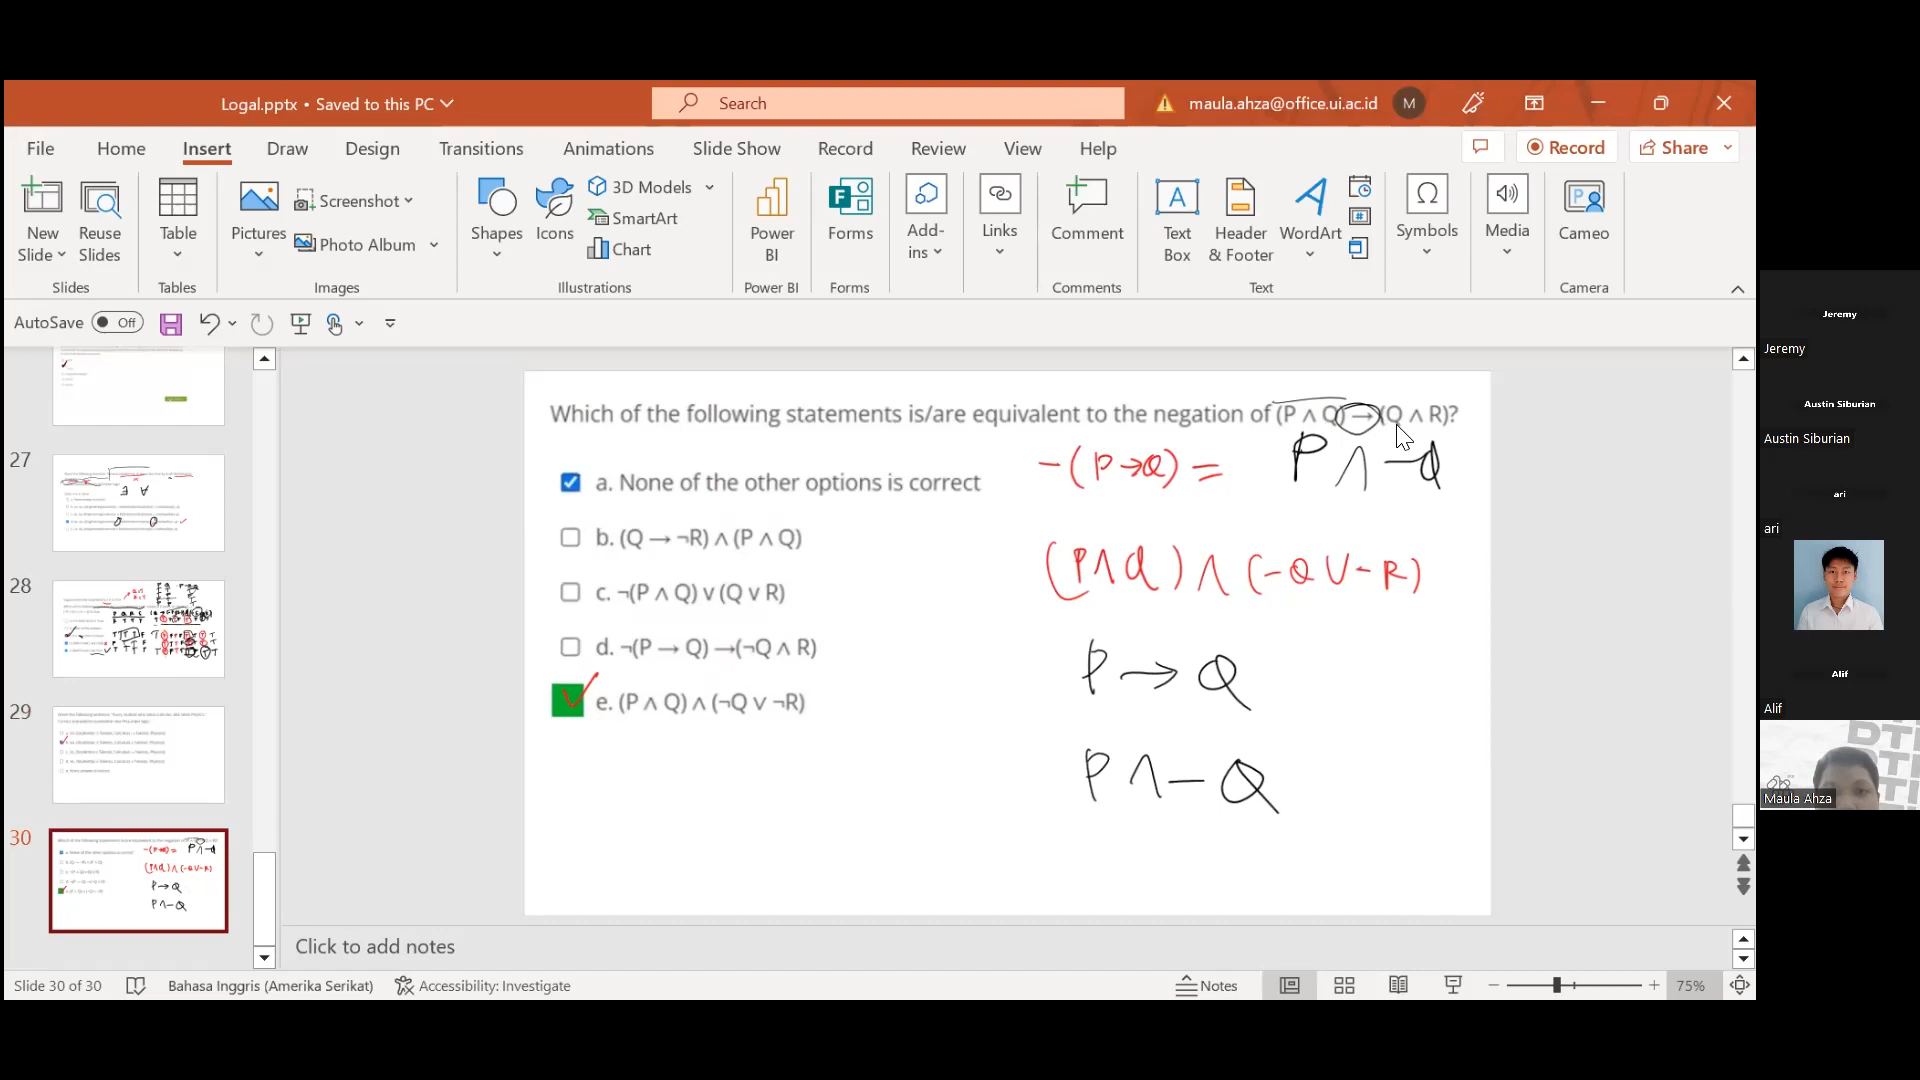 Logal.pptx • Saved to this PC
Search
maula.ahza@office.ui.ac.id
M
File Home Insert Draw Design Transitions Animations Slide Show Record Review View Help
Record
Share
New Slide
Reuse Slides
Slides
Table
Tables
Pictures
Screenshot
Photo Album
Images
Shapes
Icons
3D Models
SmartArt
Chart
Illustrations
Power BI
Power BI
Forms
Forms
Add-ins
Links
Comment
Comments
Text Box
Header & Footer
WordArt
Text
Symbols
Media
Cameo
Camera
AutoSave Off
27
28
29
30
Which of the following statements is/are equivalent to the negation of (P ∧ Q) → (Q ∧ R)?
¬(P→Q) = P ∧ ¬Q
a. None of the other options is correct
b. (Q → ¬R) ∧ (P ∧ Q)
(P∧Q) ∧ (¬Q ∨ ¬R)
c. ¬(P ∧ Q) ∨ (Q ∨ R)
d. ¬(P → Q) →(¬Q ∧ R)
P → Q
e. (P ∧ Q) ∧ (¬Q ∨ ¬R)
P ∧ ¬Q
Click to add notes
Slide 30 of 30
Bahasa Inggris (Amerika Serikat)
Accessibility: Investigate
Notes
75%
Jeremy
Jeremy
Austin Siburian
Austin Siburian
ari
ari
Alif
Alif
Maula Ahza